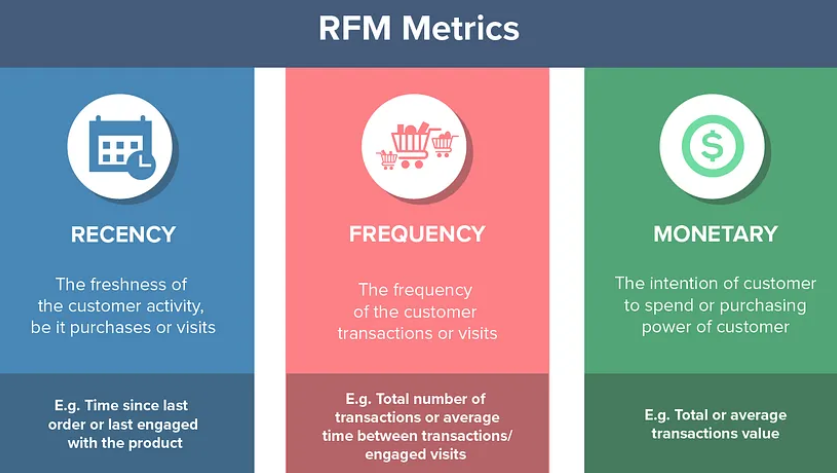 RFM Metrics
RECENCY
The freshness of
the customer activity,
be it purchases or visits
E.g. Time since last
order or last engaged
with the product
FREQUENCY
The frequency
of the customer
transactions or visits
E.g. Total number of
transactions or average
time between transactions/
engaged visits
MONETARY
The intention of customer
to spend or purchasing
power of customer
E.g. Total or average
transactions value